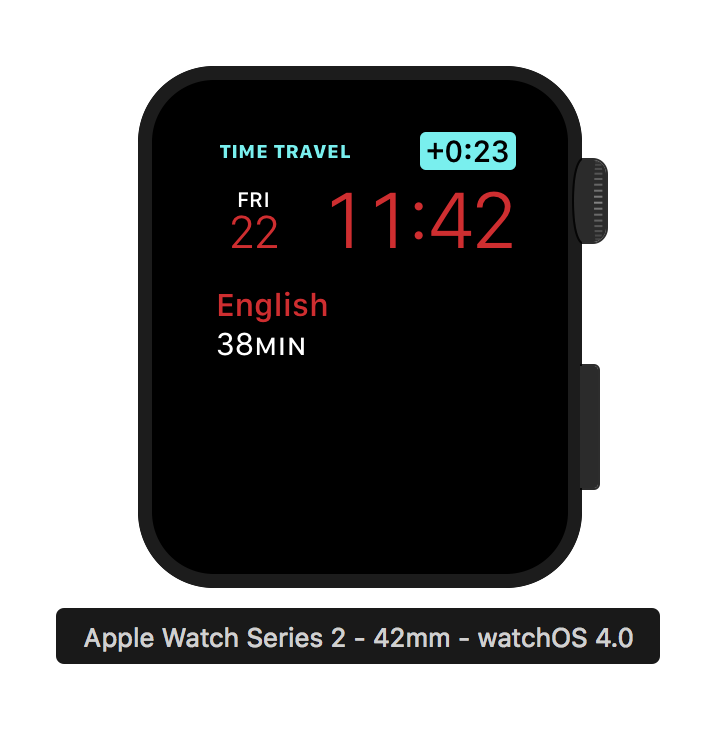 TIME TRAVEL +0:23
FRI
22 11:42
English
38MIN
Apple Watch Series 2 - 42mm - watchOS 4.0